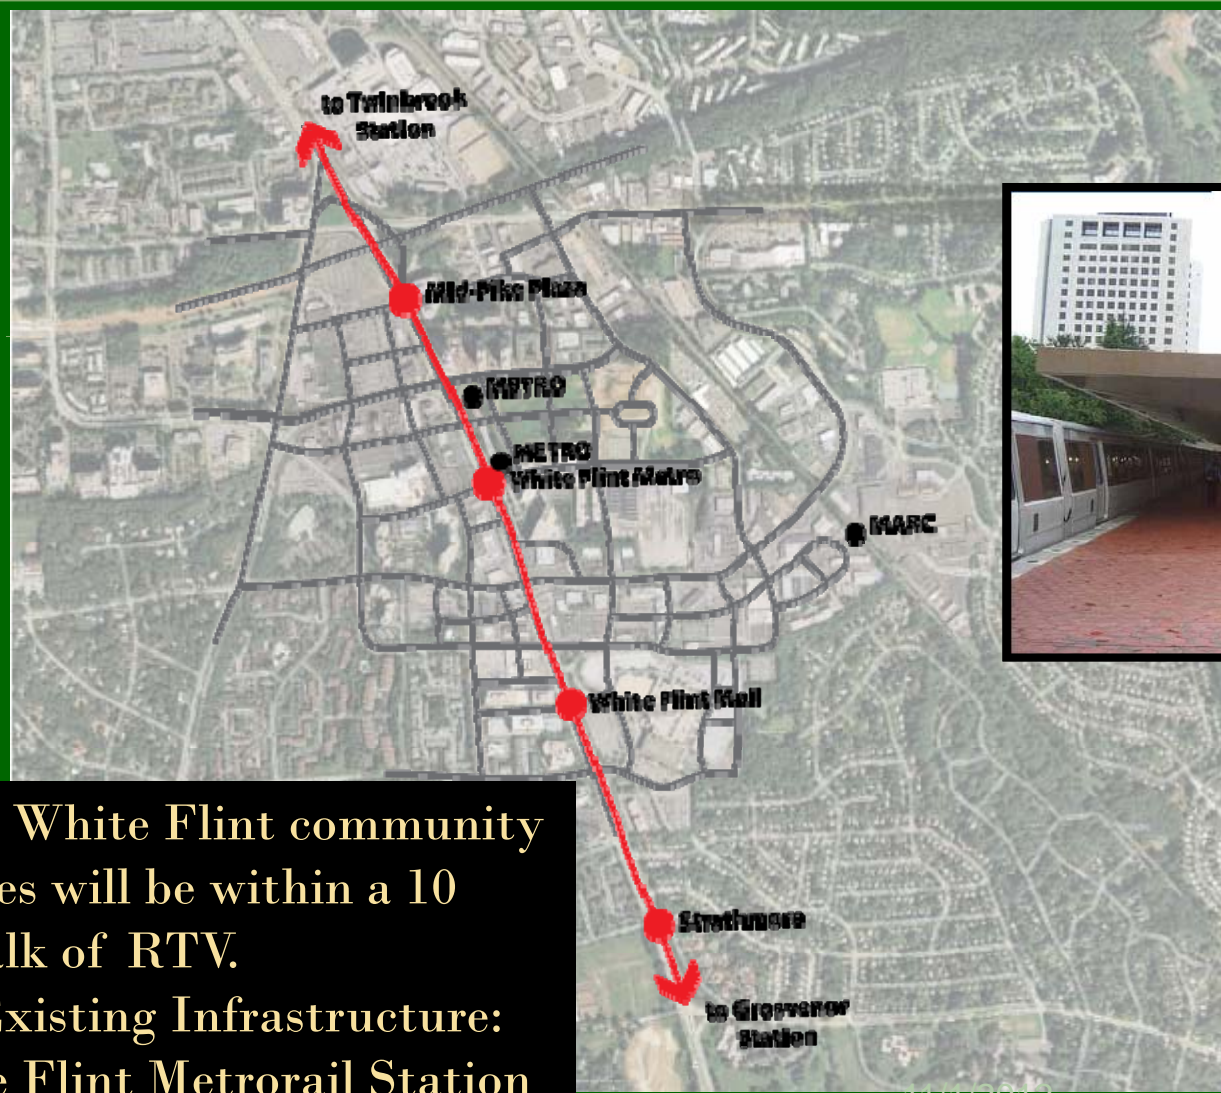 to Twinbrook
Station
Mid-Pike Plaza
METRO
METRO
White Flint Metro
MARC
White Flint Mall
Strathmore
to Grosvenor
Station
White Flint community
es will be within a 10
alk of RTV.
Existing Infrastructure:
e Flint Metrorail Station